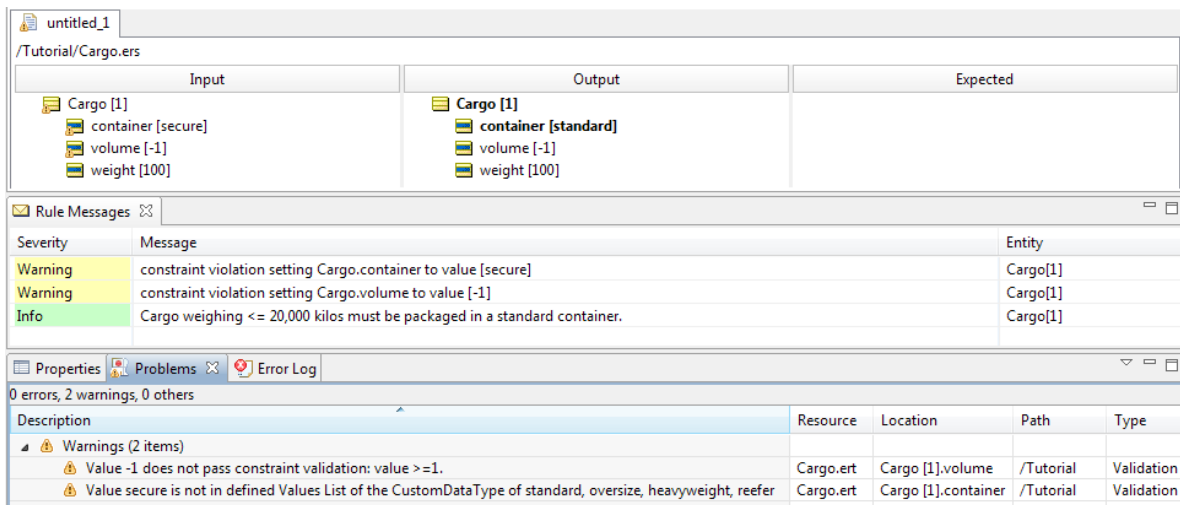 untitled_1
/Tutorial/Cargo.ers
Input Output Expected
Cargo [1] Cargo [1]
container [secure] container [standard]
volume [-1] volume [-1]
weight [100] weight [100]
Rule Messages
Severity Message Entity
Warning constraint violation setting Cargo.container to value [secure] Cargo[1]
Warning constraint violation setting Cargo.volume to value [-1] Cargo[1]
Info Cargo weighing <= 20,000 kilos must be packaged in a standard container. Cargo[1]
Properties Problems Error Log
0 errors, 2 warnings, 0 others
Description Resource Location Path Type
Warnings (2 items)
Value -1 does not pass constraint validation: value >=1. Cargo.ert Cargo [1].volume /Tutorial Validation
Value secure is not in defined Values List of the CustomDataType of standard, oversize, heavyweight, reefer Cargo.ert Cargo [1].container /Tutorial Validation